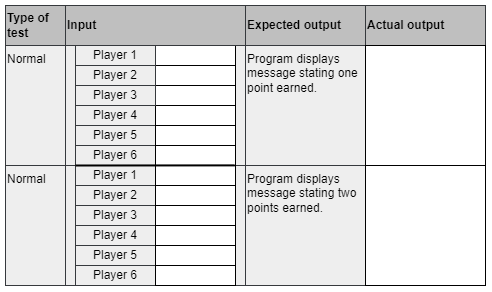 Type of test Input Expected output Actual output
Normal Player 1 Program displays
Player 2 message stating one
Player 3 point earned.
Player 4
Player 5
Player 6
Normal Player 1 Program displays
Player 2 message stating two
Player 3 points earned.
Player 4
Player 5
Player 6